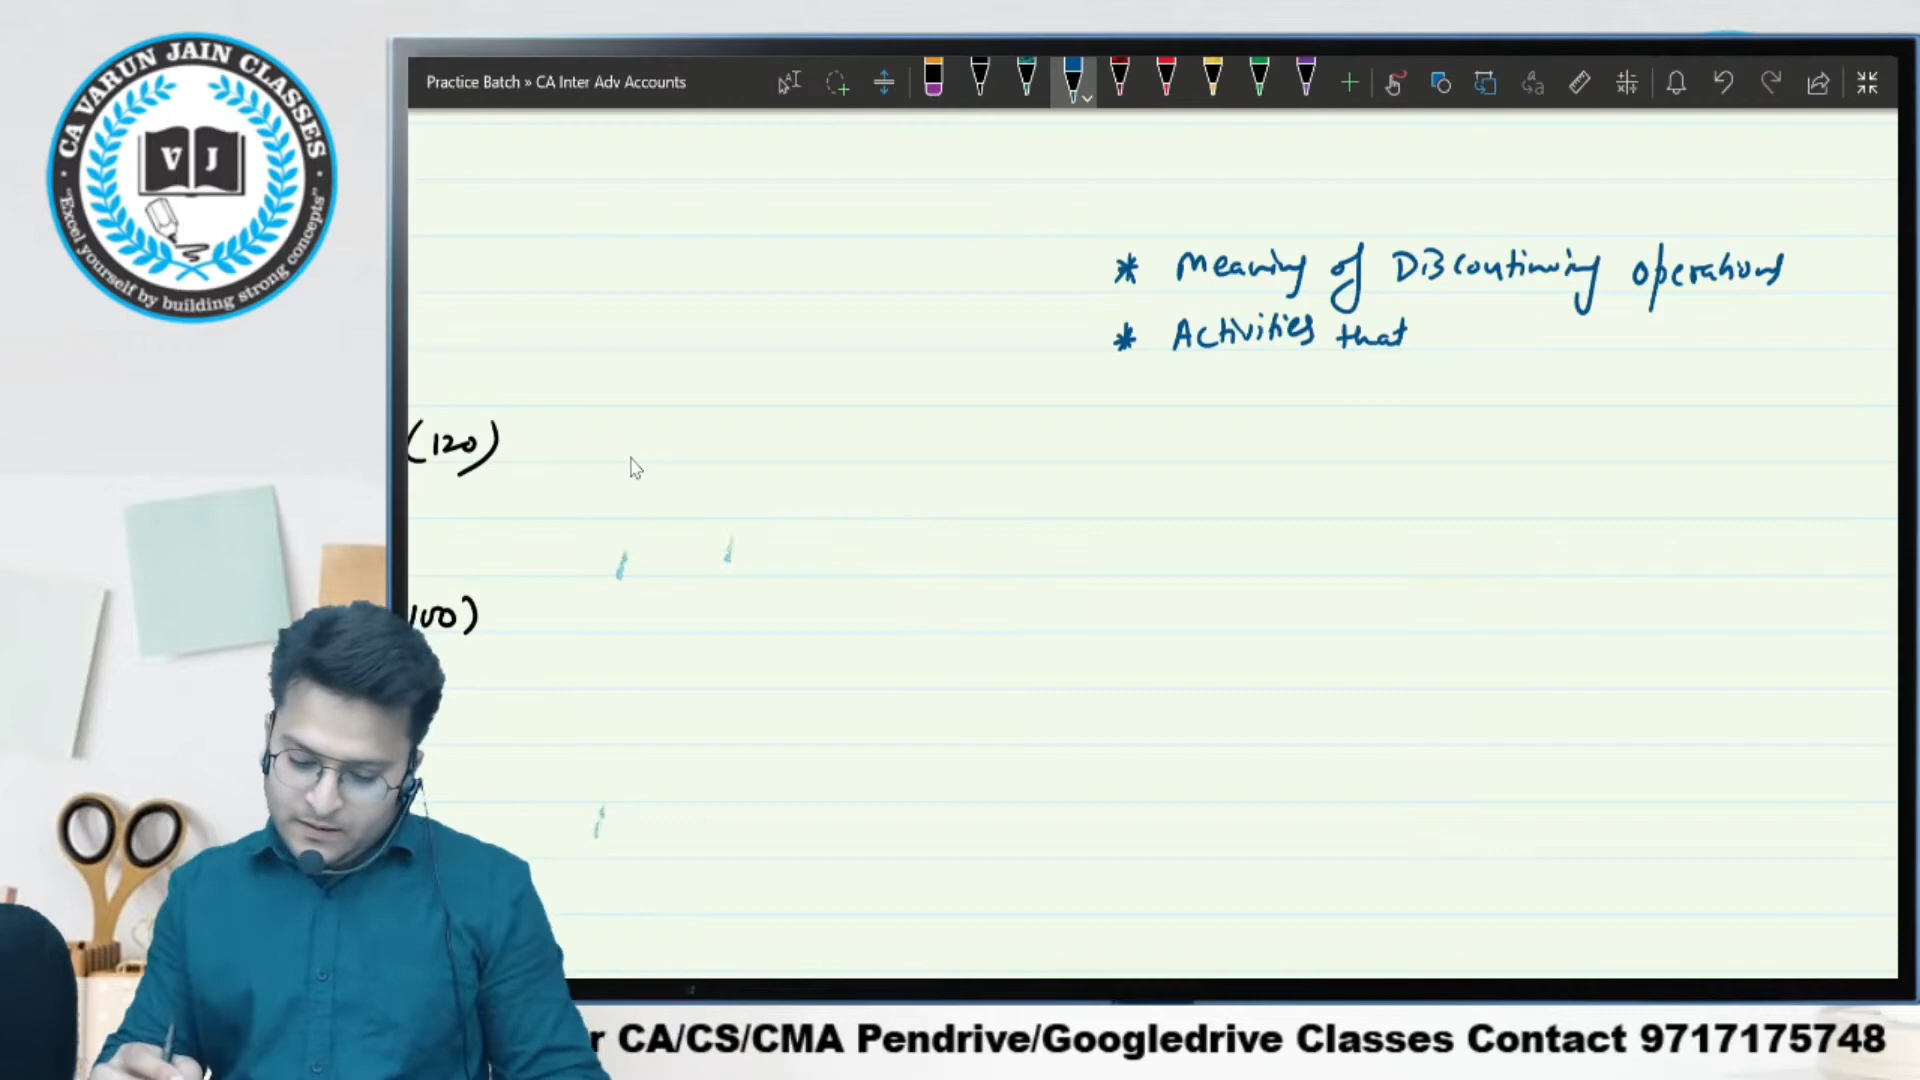 CA VARUN JAIN CLASSES
V J
"Excel yourself by building strong concepts"
Practice Batch » CA Inter Adv Accounts
* Meaning of Discontinuing operations
* Activities that
(120)
100)
r CA/CS/CMA Pendrive/Googledrive Classes Contact 9717175748